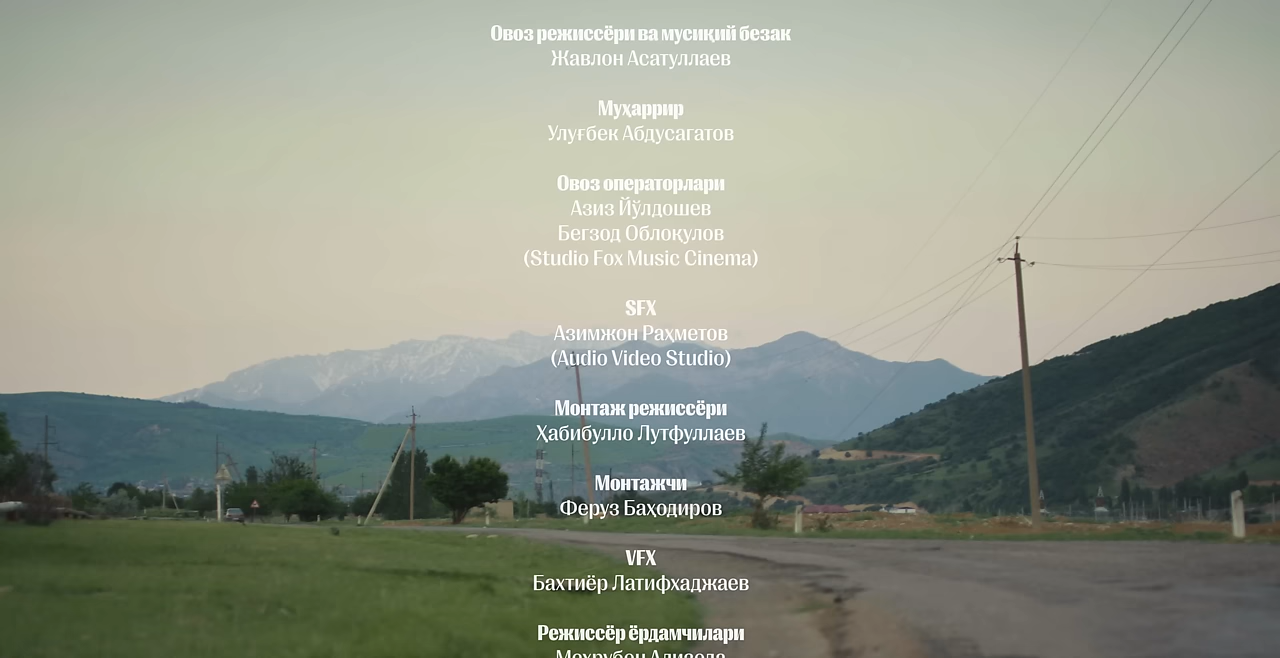 Овоз режиссёри ва мусиқий безак
Жавлон Асатуллаев
Муҳаррир
Улуғбек Абдусагатов
Овоз операторлари
Азиз Йўлдошев
Бегзод Облоқулов
(Studio Fox Music Cinema)
SFX
Азимжон Раҳметов
(Audio Video Studio)
Монтаж режиссёри
Ҳабибулло Лутфуллаев
Монтажчи
Феруз Баҳодиров
VFX
Бахтиёр Латифхаджаев
Режиссёр ёрдамчилари